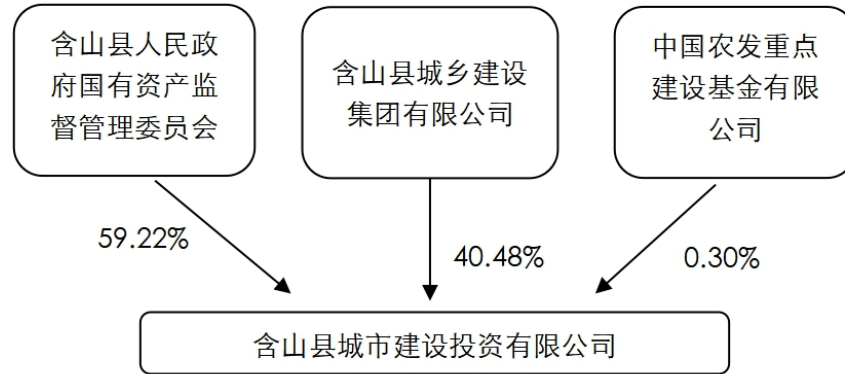 含山县人民政
府国有资产监
督管理委员会
含山县城乡建设
集团有限公司
中国农发重点
建设基金有限
公司
59.22%
40.48%
0.30%
含山县城市建设投资有限公司